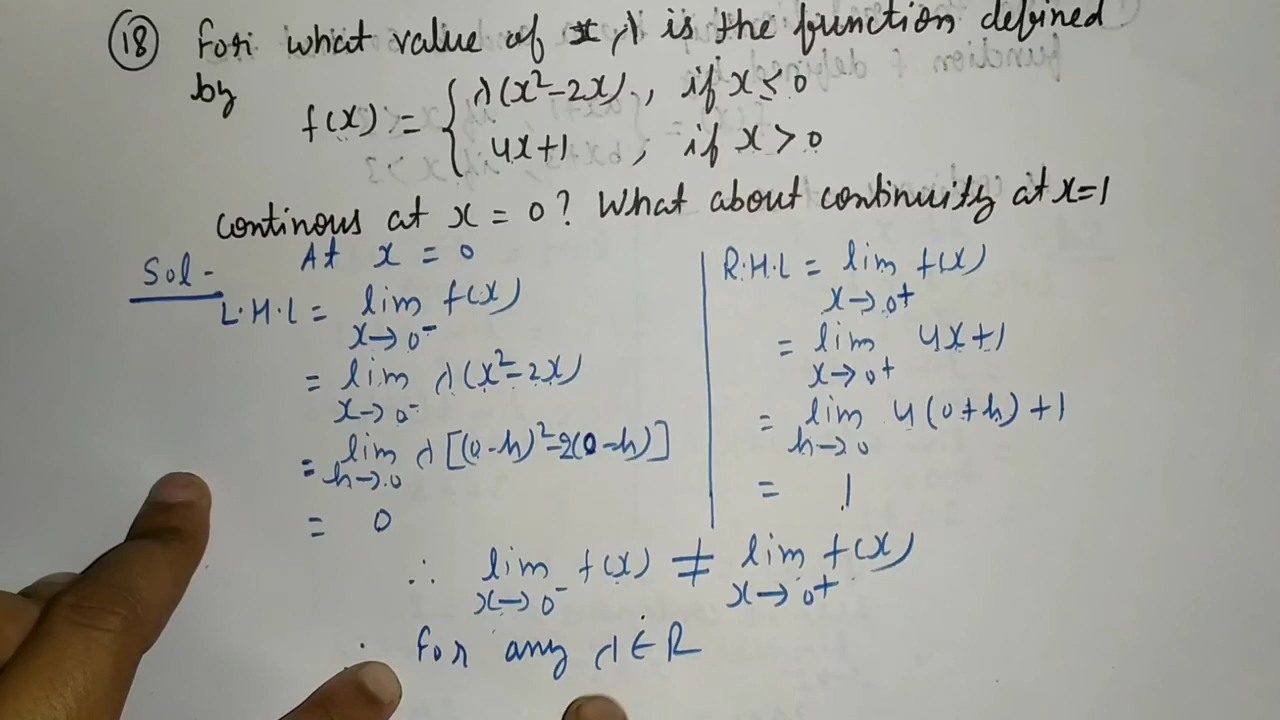 (18) For what value of λ is the function defined
by
f(x) = { λ(x²-2x), if x ≤ 0
4x+1, if x > 0
continous at x = 0? What about continuity at x=1
Sol- At x = 0
L.H.L = lim f(x)
x→0⁻
= lim λ(x²-2x)
x→0⁻
= lim λ[(0-h)²-2(0-h)]
h→0
= 0
R.H.L = lim f(x)
x→0⁺
= lim 4x+1
x→0⁺
= lim 4(0+h)+1
h→0
= 1
∴ lim f(x) ≠ lim f(x)
x→0⁻ x→0⁺
For any λ∈R